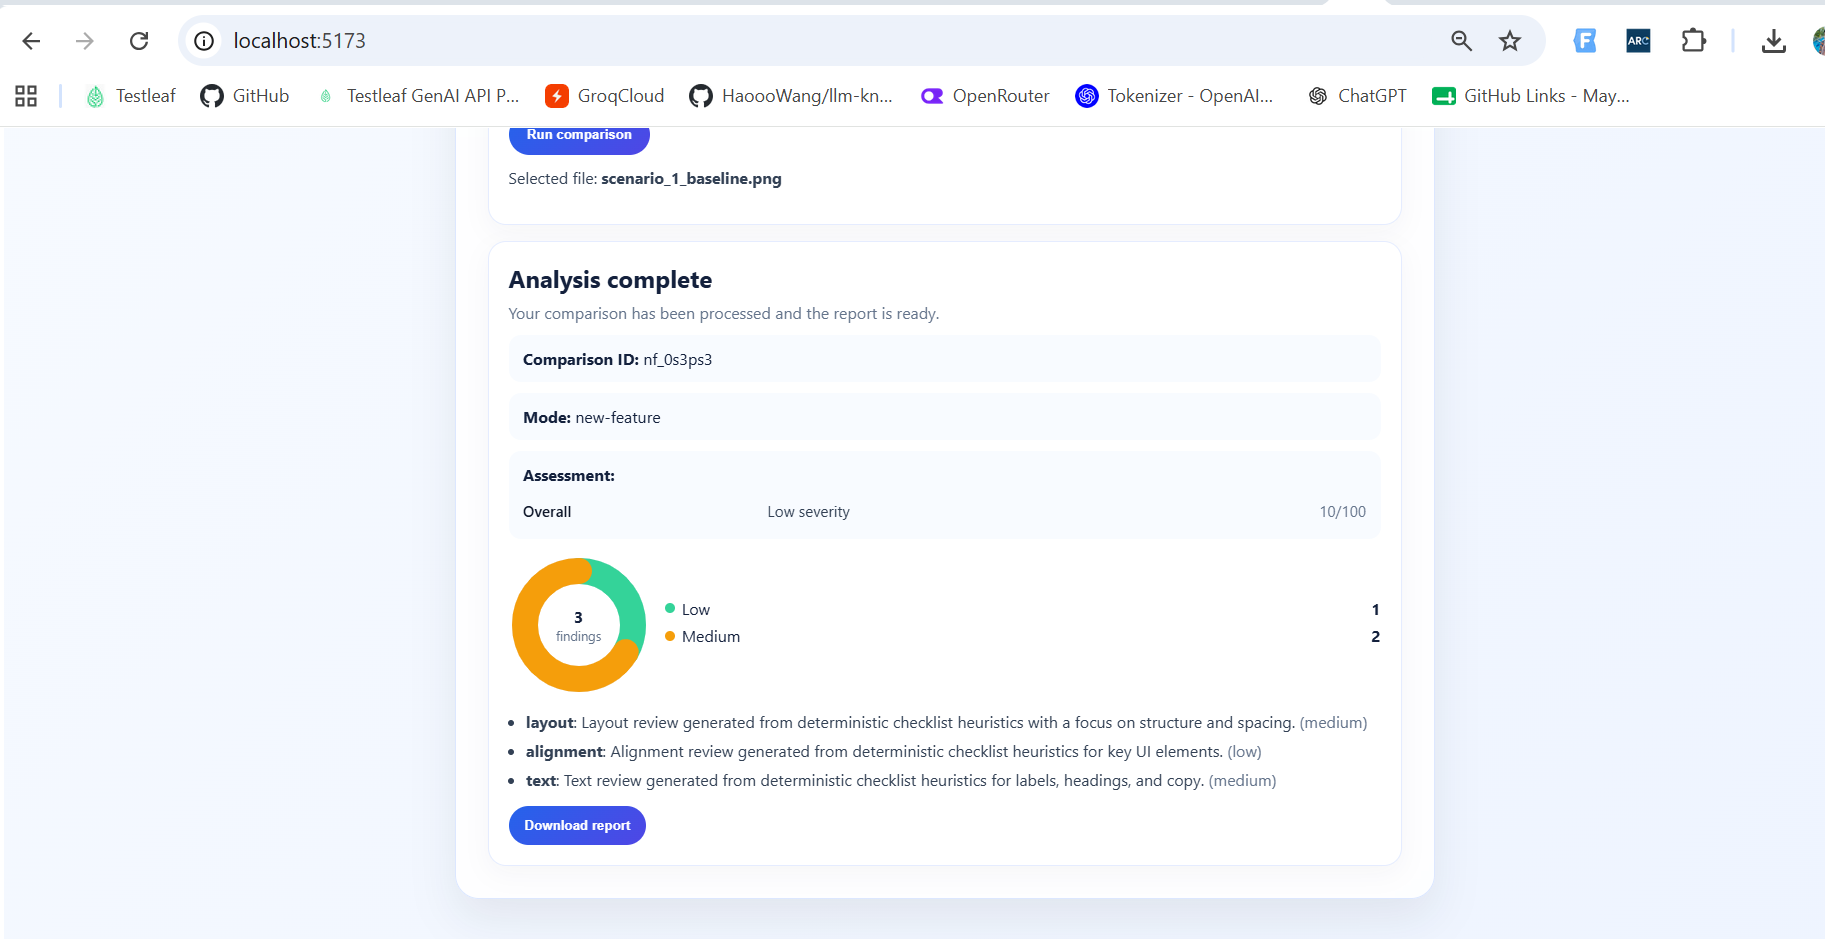 localhost:5173
Testleaf
GitHub
Testleaf GenAI API P...
GroqCloud
HaoooWang/llm-kn...
OpenRouter
Tokenizer - OpenAI...
ChatGPT
GitHub Links - May...
F
ARC
Run comparison
Selected file: scenario_1_baseline.png
Analysis complete
Your comparison has been processed and the report is ready.
Comparison ID: nf_0s3ps3
Mode: new-feature
Assessment:
Overall Low severity 10/100
3
findings
Low 1
Medium 2
• layout: Layout review generated from deterministic checklist heuristics with a focus on structure and spacing. (medium)
• alignment: Alignment review generated from deterministic checklist heuristics for key UI elements. (low)
• text: Text review generated from deterministic checklist heuristics for labels, headings, and copy. (medium)
Download report